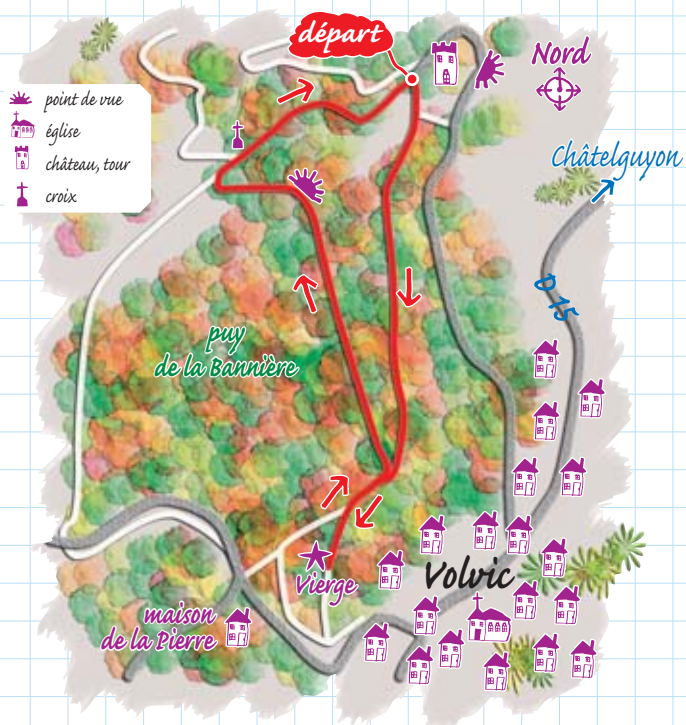 départ
Nord
point de vue
église
château, tour
croix
Châtelguyon
D 15
puy
de la Bannière
Vierge
Volvic
maison
de la Pierre